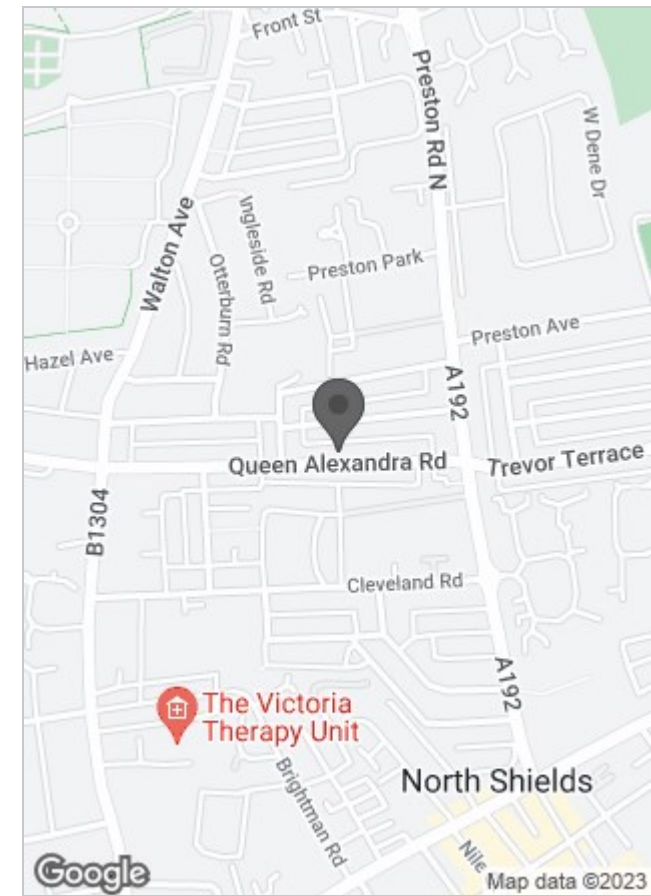 Front St
Preston Rd N
W Dene Dr
Walton Ave
Ingleside Rd
Otterburn Rd
Preston Park
Preston Ave
Hazel Ave
A192
Queen Alexandra Rd
Trevor Terrace
B1304
Cleveland Rd
A192
The Victoria
Therapy Unit
Brightman Rd
North Shields
Nile
Google
Map data ©2023